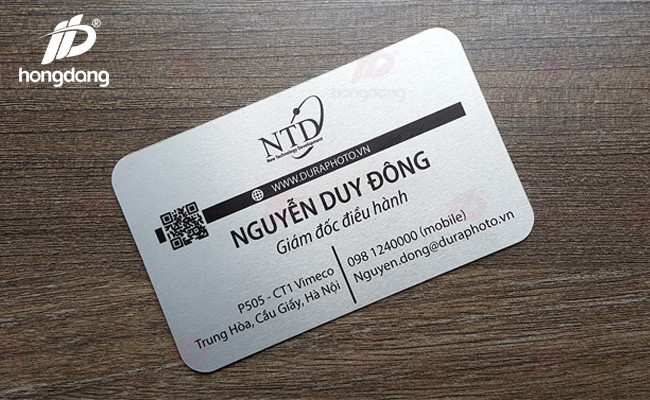 hongdang
NTD
New Technology Development
WWW.DURAPHOTO.VN
NGUYỄN DUY ĐÔNG
Giám đốc điều hành
P505 - CT1 Vimeco
Trung Hòa, Cầu Giấy, Hà Nội
098 1240000 (mobile)
Nguyen.dong@duraphoto.vn
hongdang